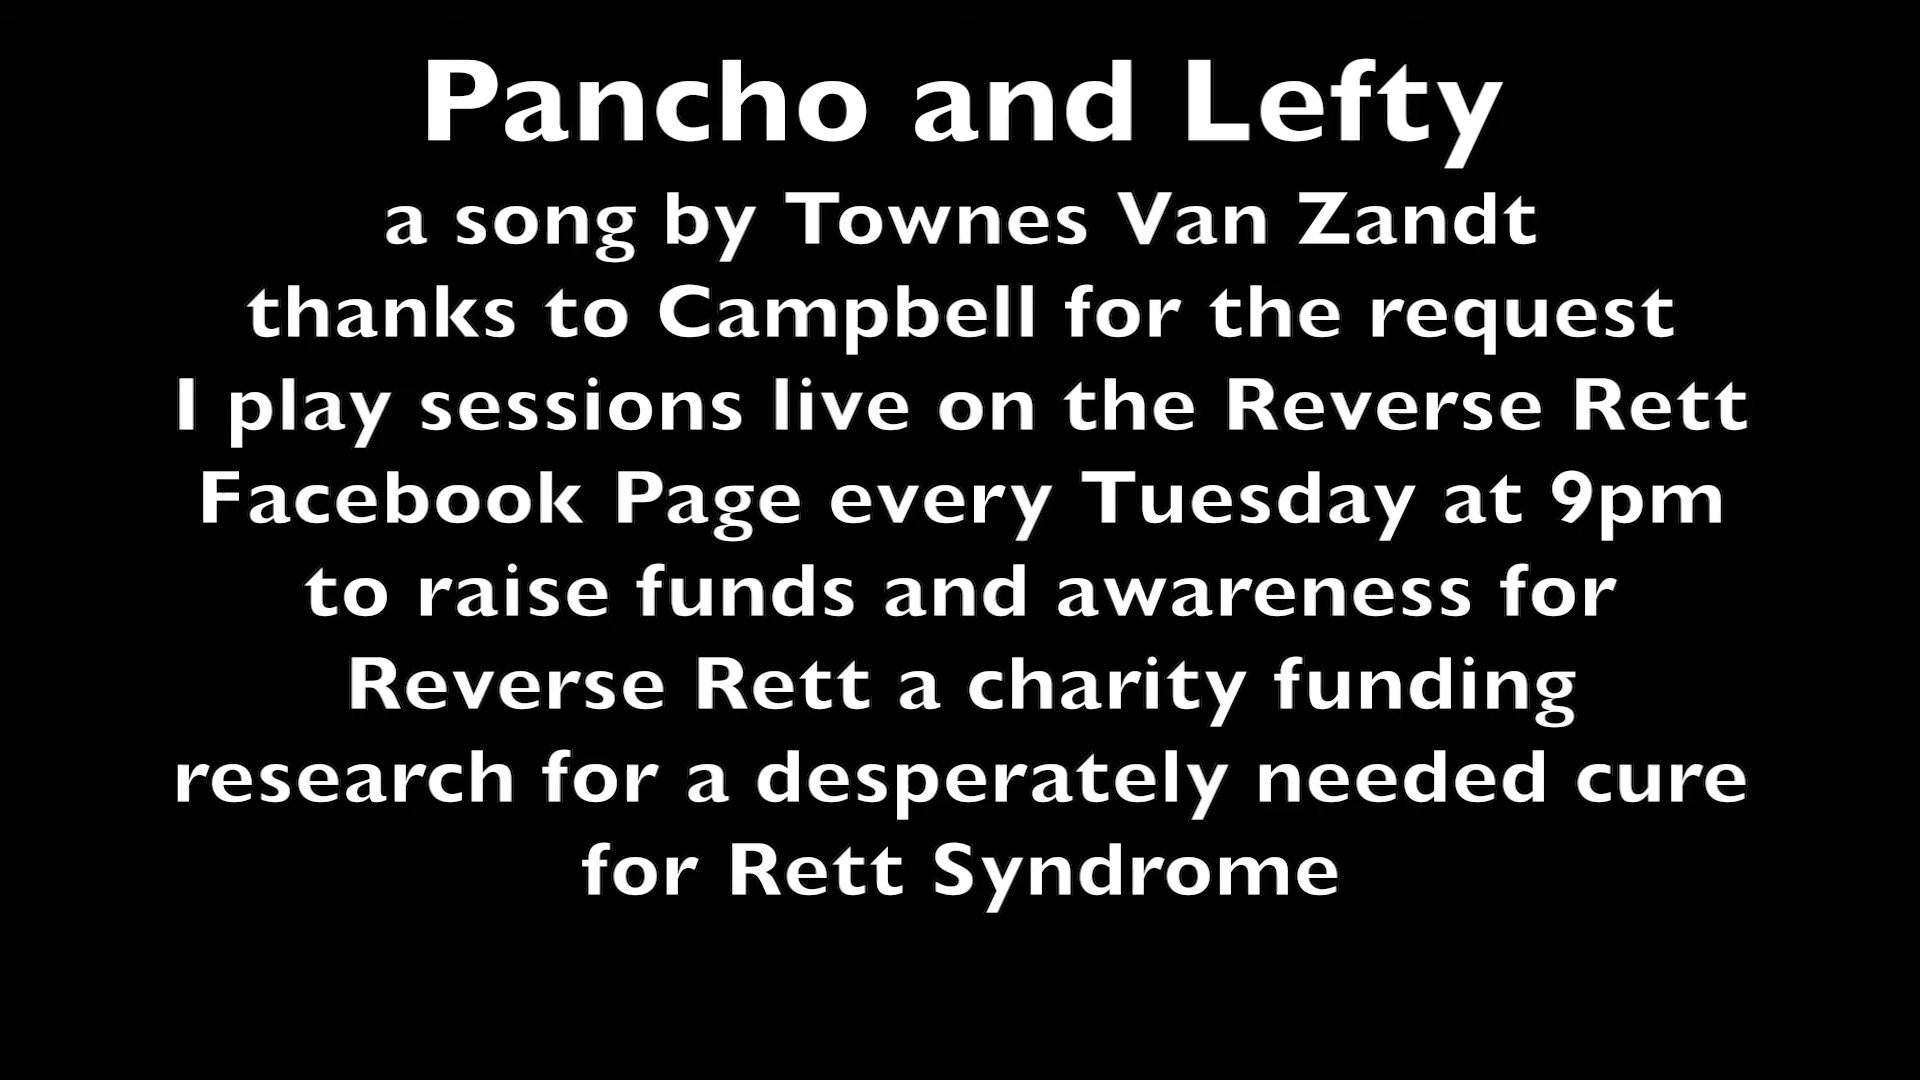 Pancho and Lefty
a song by Townes Van Zandt
thanks to Campbell for the request
I play sessions live on the Reverse Rett
Facebook Page every Tuesday at 9pm
to raise funds and awareness for
Reverse Rett a charity funding
research for a desperately needed cure
for Rett Syndrome